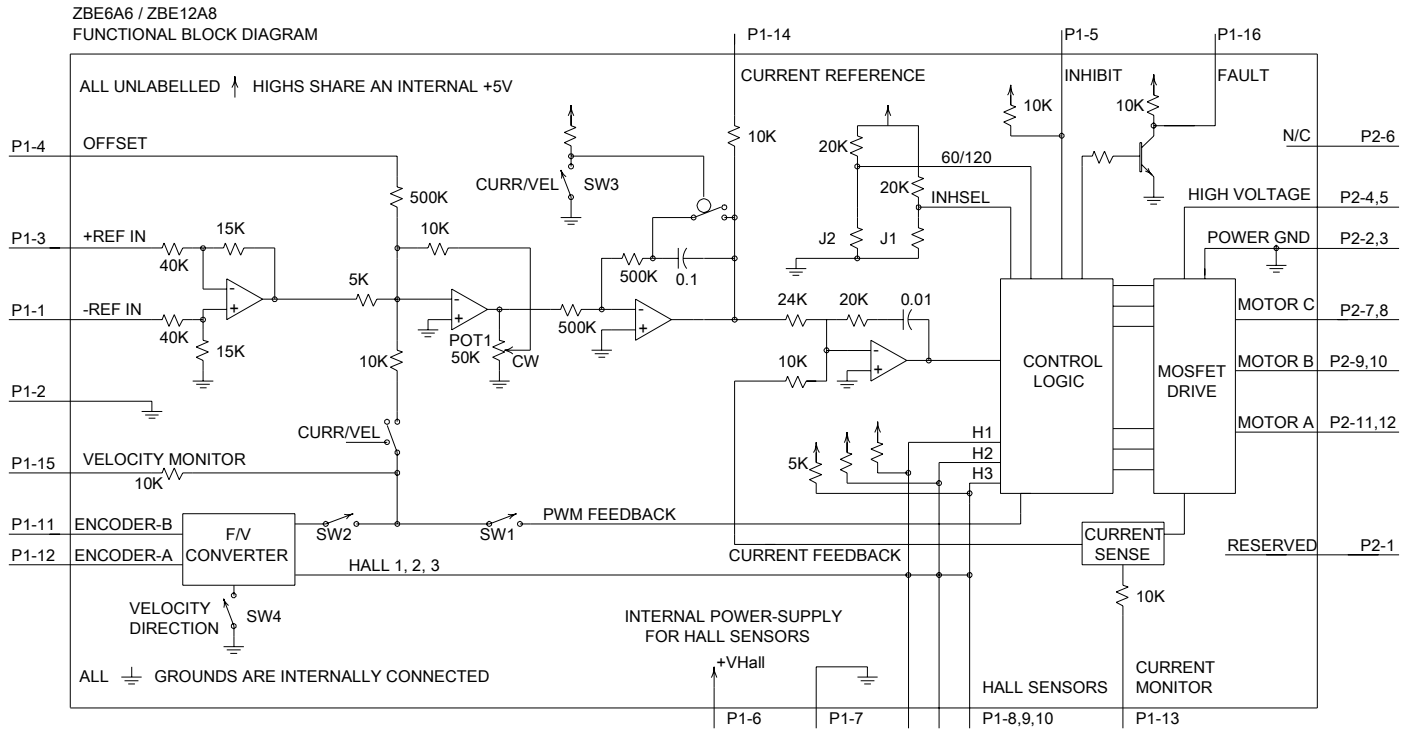 ZBE6A6 / ZBE12A8
FUNCTIONAL BLOCK DIAGRAM
P1-14
P1-5
P1-16
ALL UNLABELLED HIGHS SHARE AN INTERNAL +5V
CURRENT REFERENCE
INHIBIT
FAULT
10K
10K
10K
N/C
P2-6
P1-4
OFFSET
20K
60/120
CURR/VEL
SW3
500K
20K
INHSEL
HIGH VOLTAGE
P2-4,5
P1-3
+REF IN
15K
40K
10K
J2
J1
POWER GND
P2-2,3
500K
0.1
5K
24K
20K
0.01
MOTOR C
P2-7,8
P1-1
-REF IN
-
+
-
+
-
+
40K
15K
500K
POT1
50K
CW
10K
10K
-
+
CONTROL
LOGIC
MOSFET
DRIVE
MOTOR B
P2-9,10
P1-2
MOTOR A
P2-11,12
CURR/VEL
H1
H2
H3
5K
P1-15
VELOCITY MONITOR
10K
P1-11
ENCODER-B
F/V
CONVERTER
SW2
SW1
PWM FEEDBACK
P1-12
ENCODER-A
CURRENT FEEDBACK
CURRENT
SENSE
RESERVED
P2-1
HALL 1, 2, 3
VELOCITY
DIRECTION
SW4
10K
INTERNAL POWER-SUPPLY
FOR HALL SENSORS
+VHall
ALL GROUNDS ARE INTERNALLY CONNECTED
HALL SENSORS
CURRENT
MONITOR
P1-6
P1-7
P1-8,9,10
P1-13